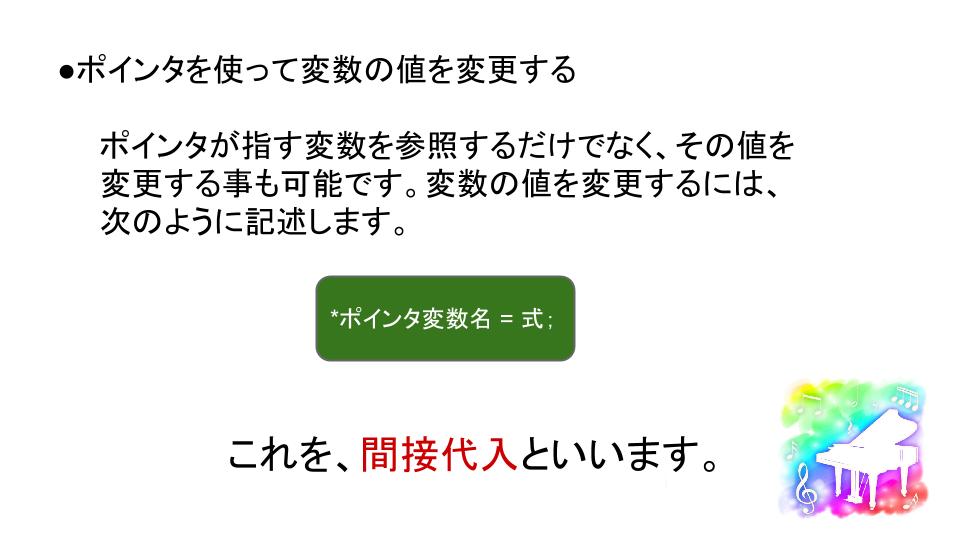 ●ポインタを使って変数の値を変更する
ポインタが指す変数を参照するだけでなく、その値を
変更する事も可能です。変数の値を変更するには、
次のように記述します。
*ポインタ変数名 = 式;
これを、間接代入といいます。